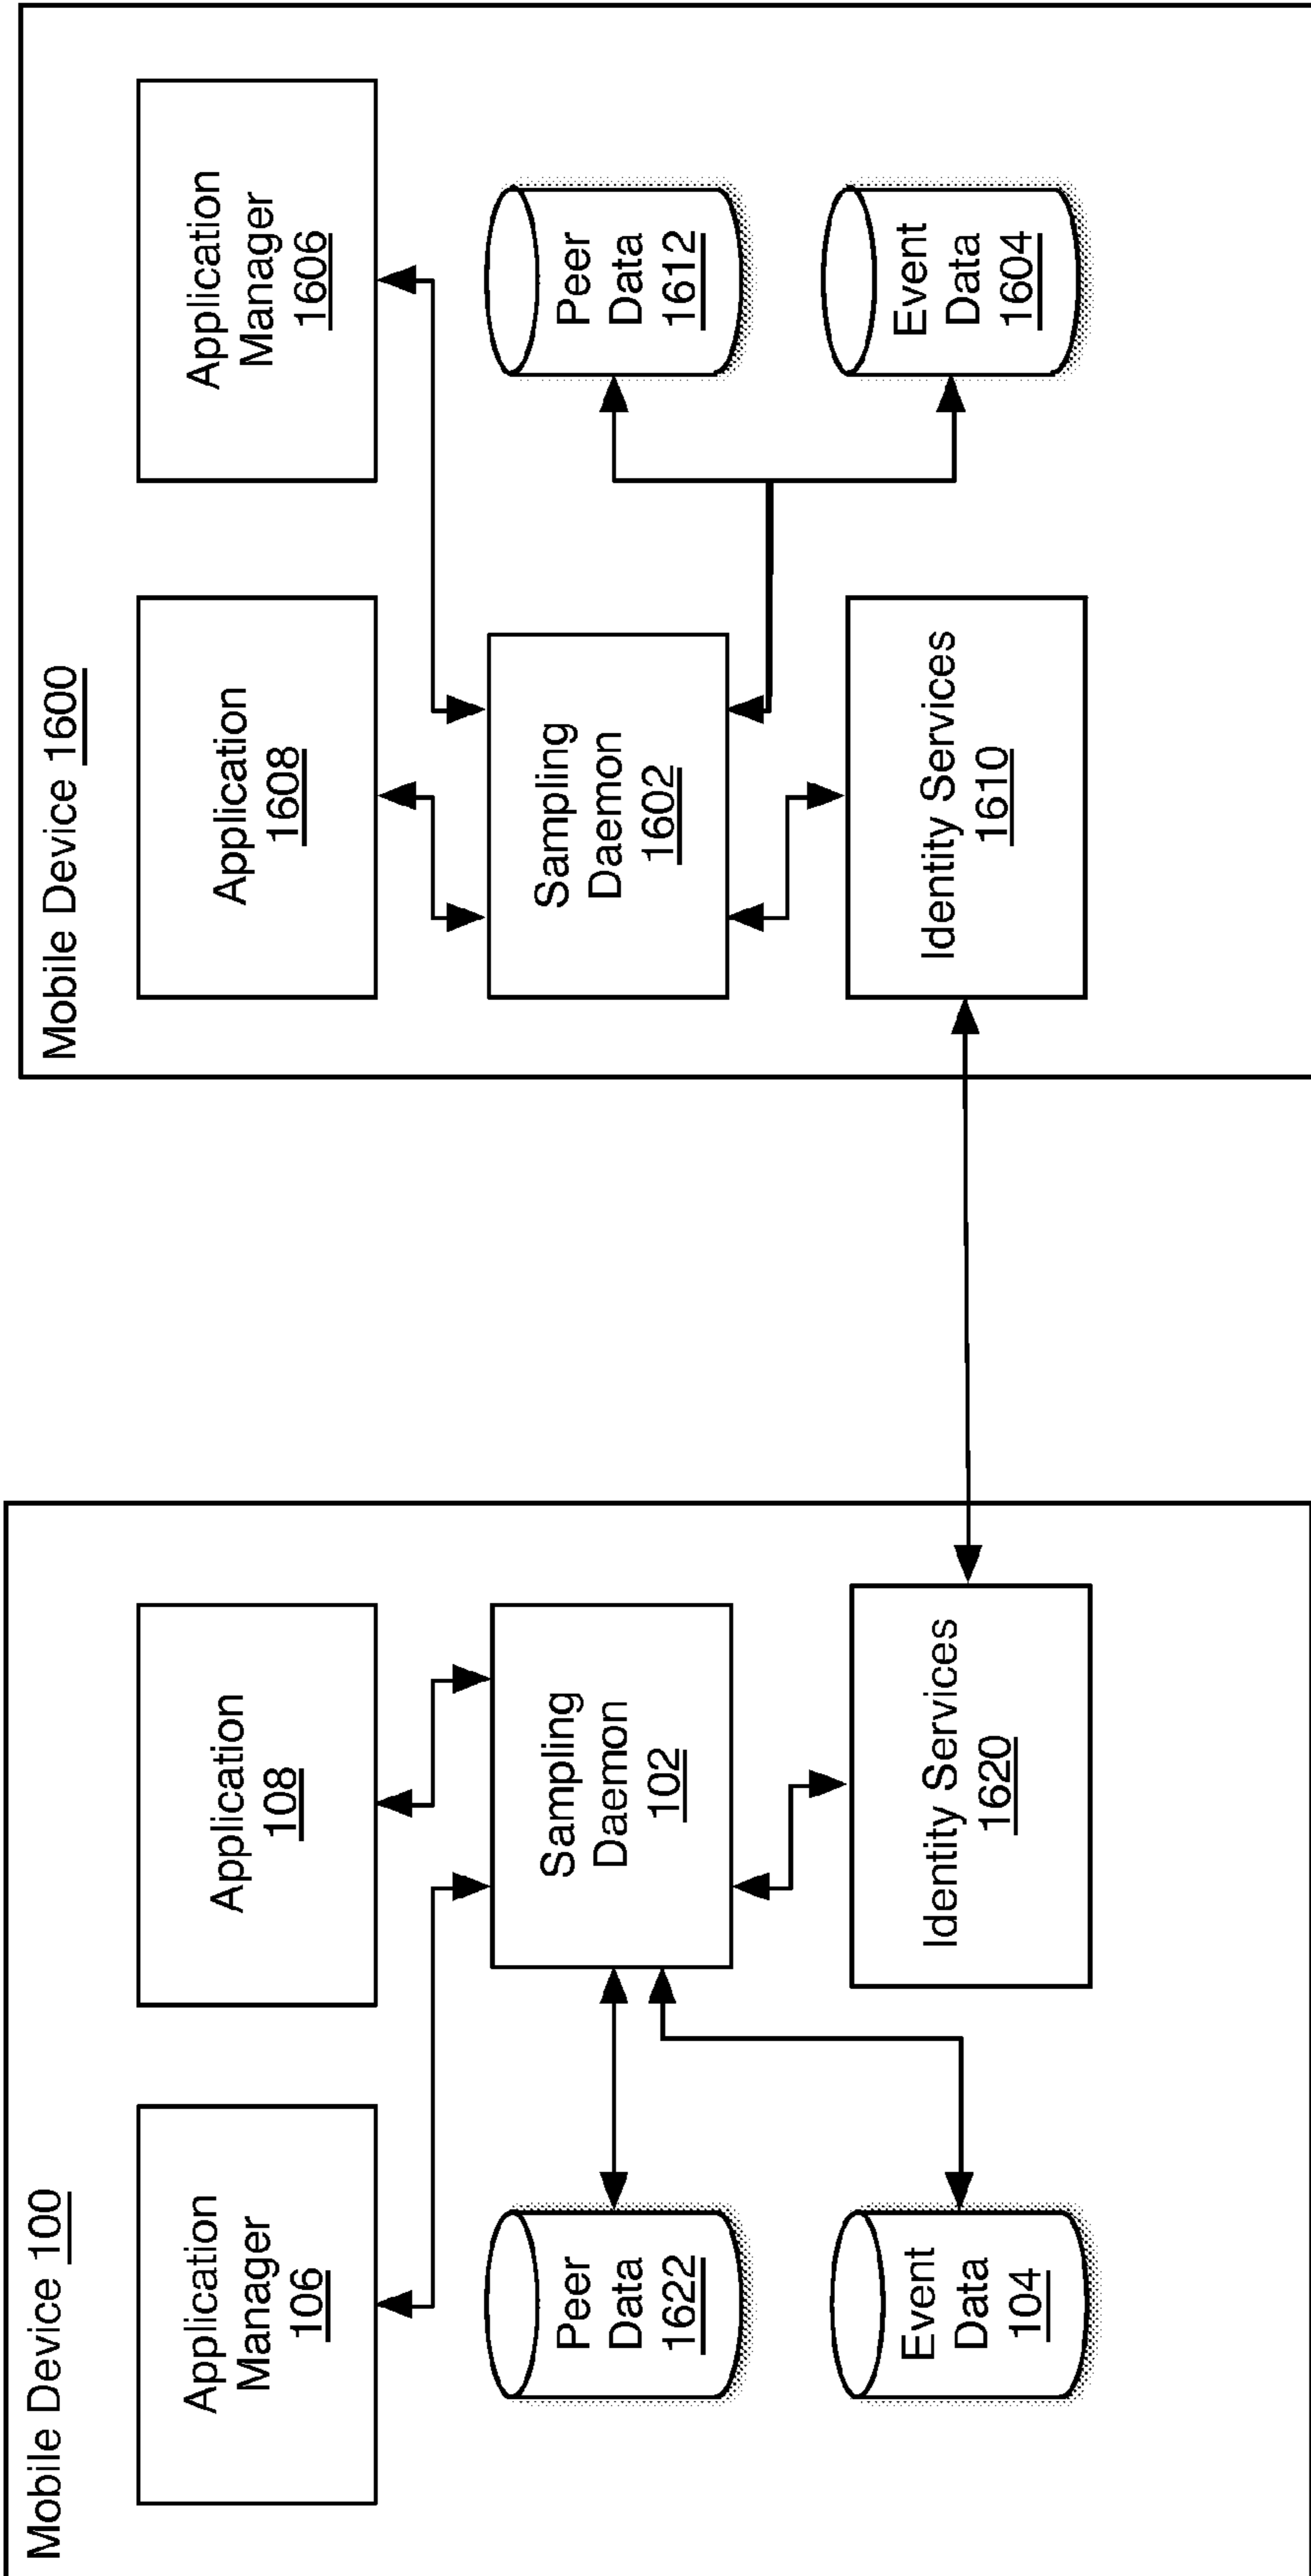 Mobile Device 100
Application
Manager
106
Application
108
Peer
Data
1622
Sampling
Daemon
102
Event
Data
104
Identity Services
1620
Mobile Device 1600
Application
1608
Application
Manager
1606
Sampling
Daemon
1602
Peer
Data
1612
Identity Services
1610
Event
Data
1604